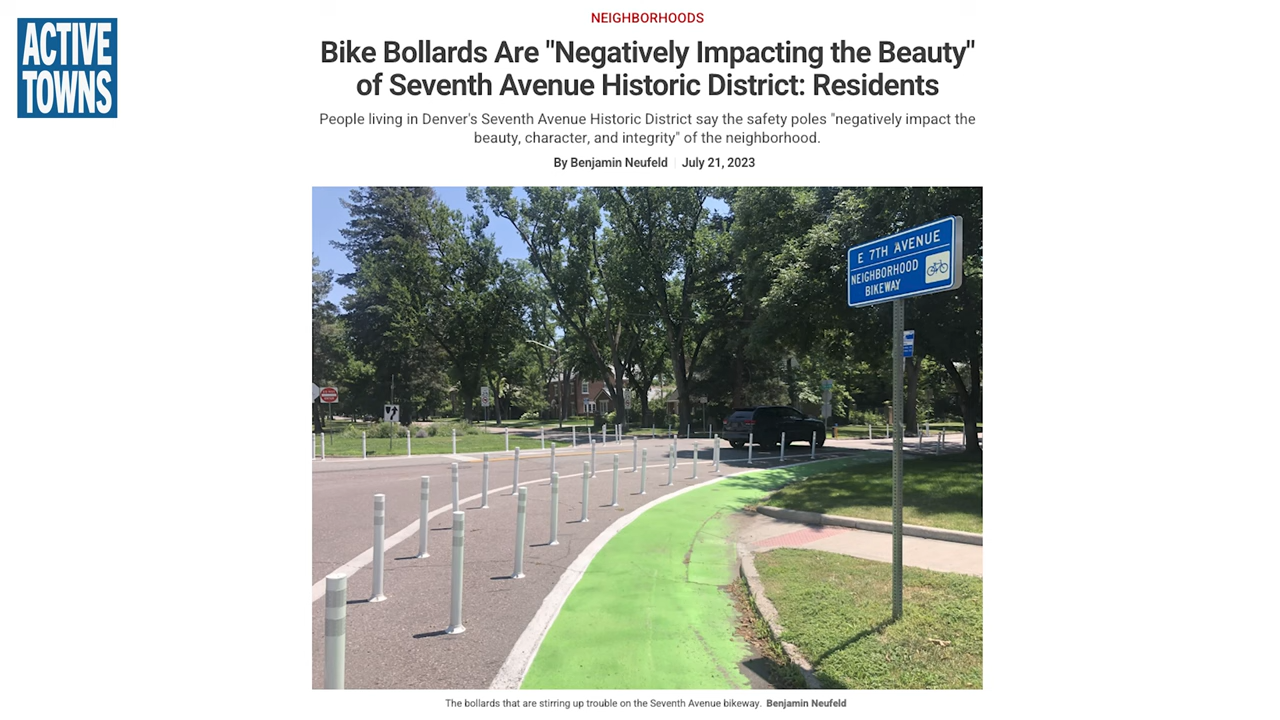 ACTIVE
TOWNS
NEIGHBORHOODS
Bike Bollards Are "Negatively Impacting the Beauty"
of Seventh Avenue Historic District: Residents
People living in Denver's Seventh Avenue Historic District say the safety poles "negatively impact the
beauty, character, and integrity" of the neighborhood.
By Benjamin Neufeld | July 21, 2023
E 7TH AVENUE
NEIGHBORHOOD
BIKEWAY
The bollards that are stirring up trouble on the Seventh Avenue bikeway. Benjamin Neufeld